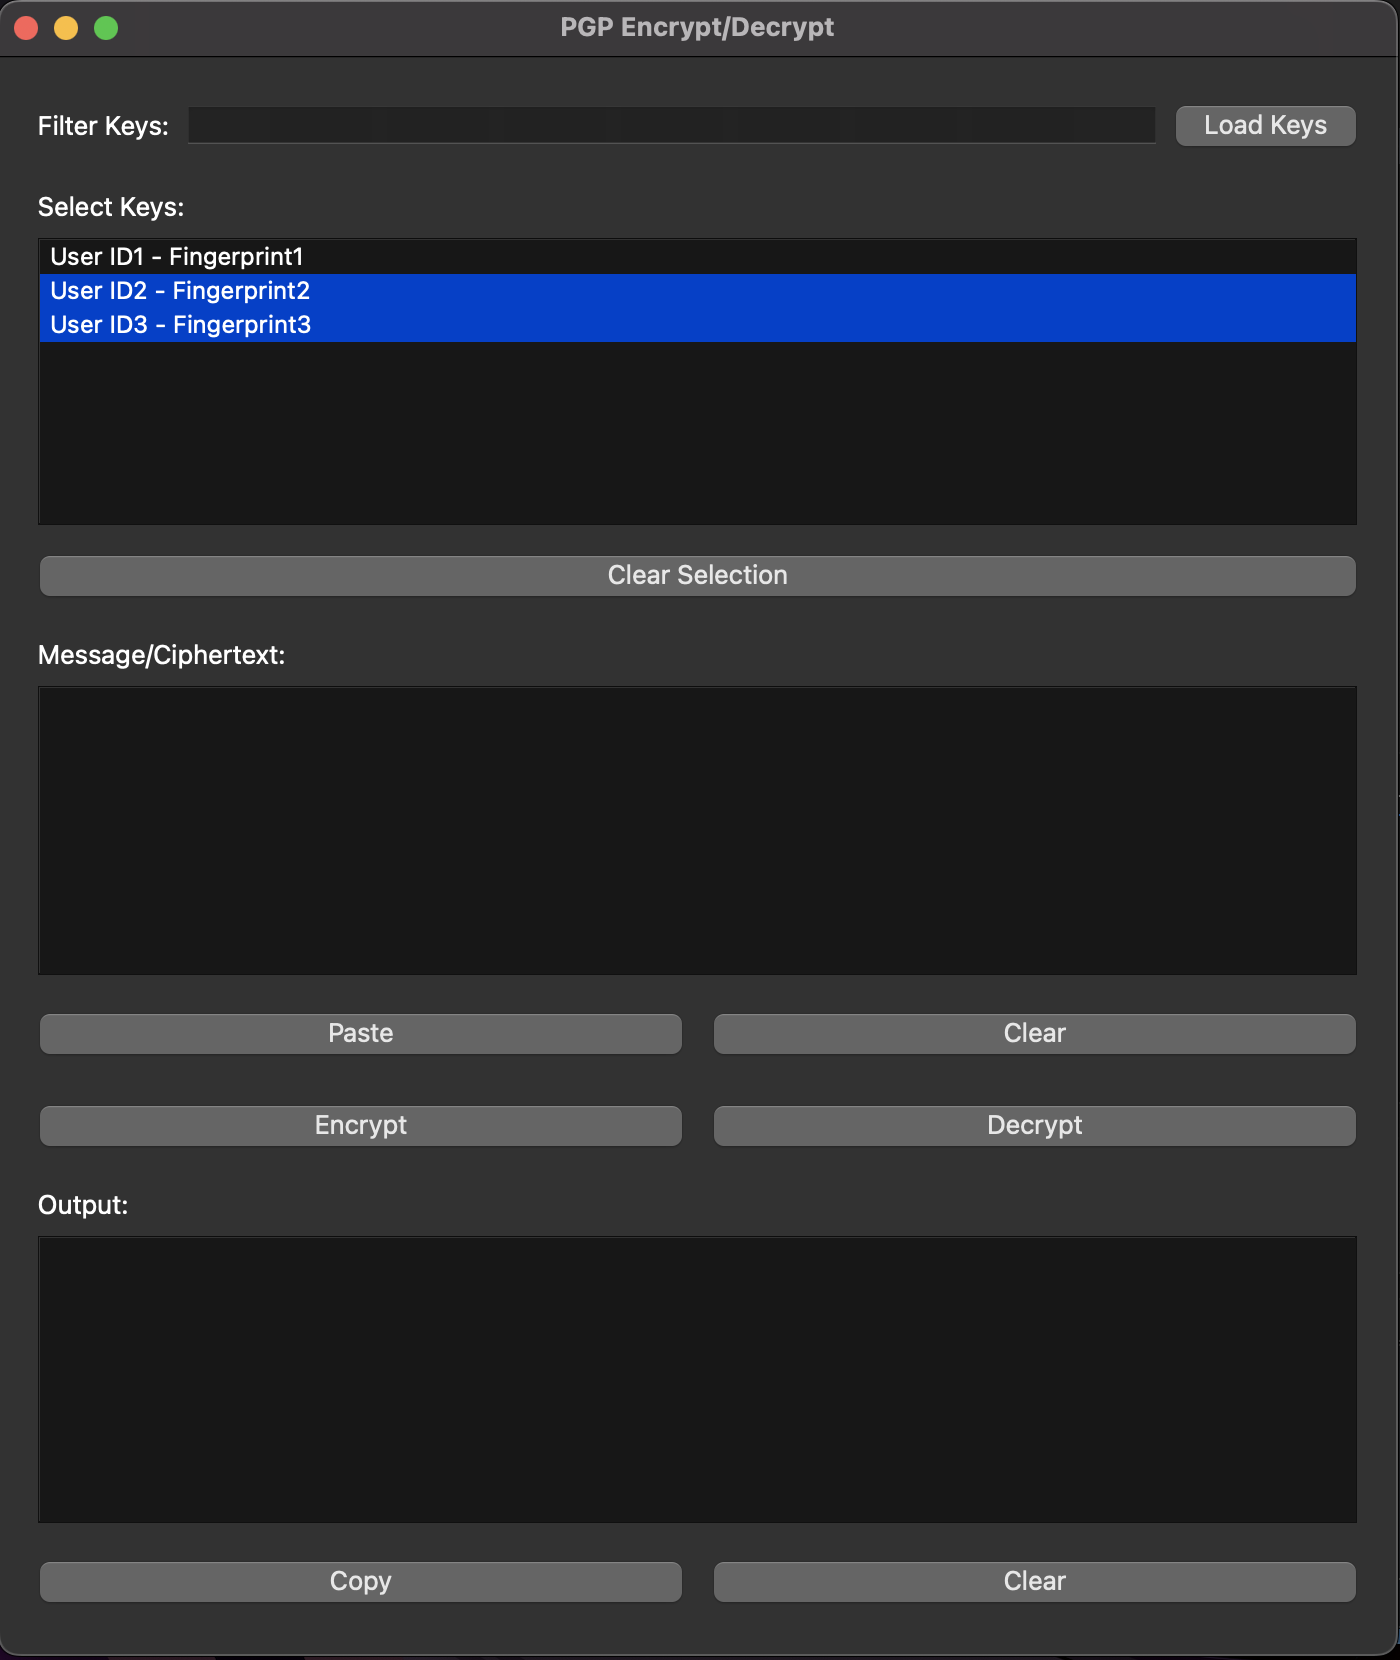 PGP Encrypt/Decrypt
Filter Keys:
Load Keys
Select Keys:
User ID1 - Fingerprint1
User ID2 - Fingerprint2
User ID3 - Fingerprint3
Clear Selection
Message/Ciphertext:
Paste
Clear
Encrypt
Decrypt
Output:
Copy
Clear